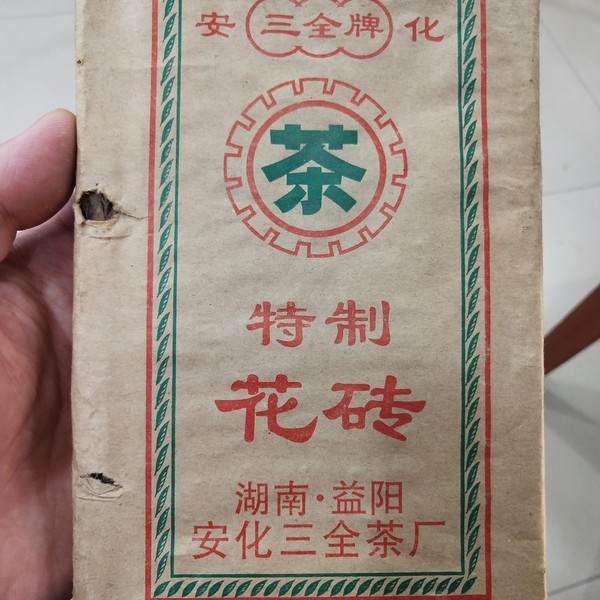 安 三全牌 化
茶
特制
花砖
湖南·益阳
安化三全茶厂